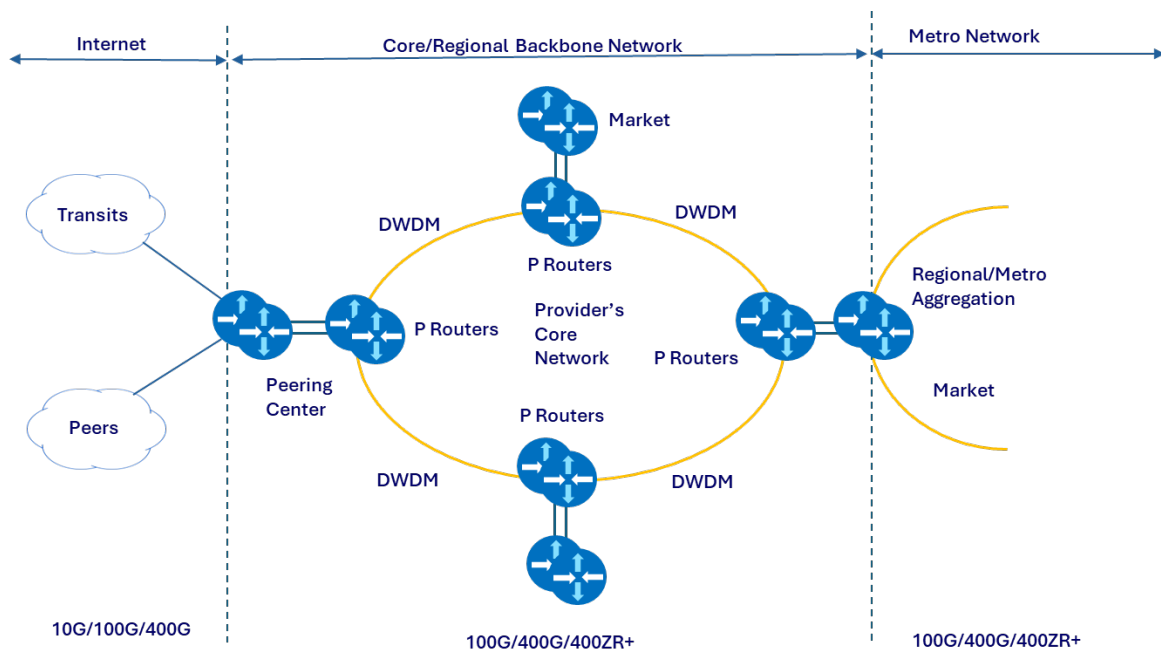 Internet
Core/Regional Backbone Network
Metro Network
Market
Transits
DWDM
DWDM
P Routers
Regional/Metro
Aggregation
P Routers
Provider's
Core
Network
P Routers
Peering
Center
Market
Peers
P Routers
DWDM
DWDM
10G/100G/400G
100G/400G/400ZR+
100G/400G/400ZR+